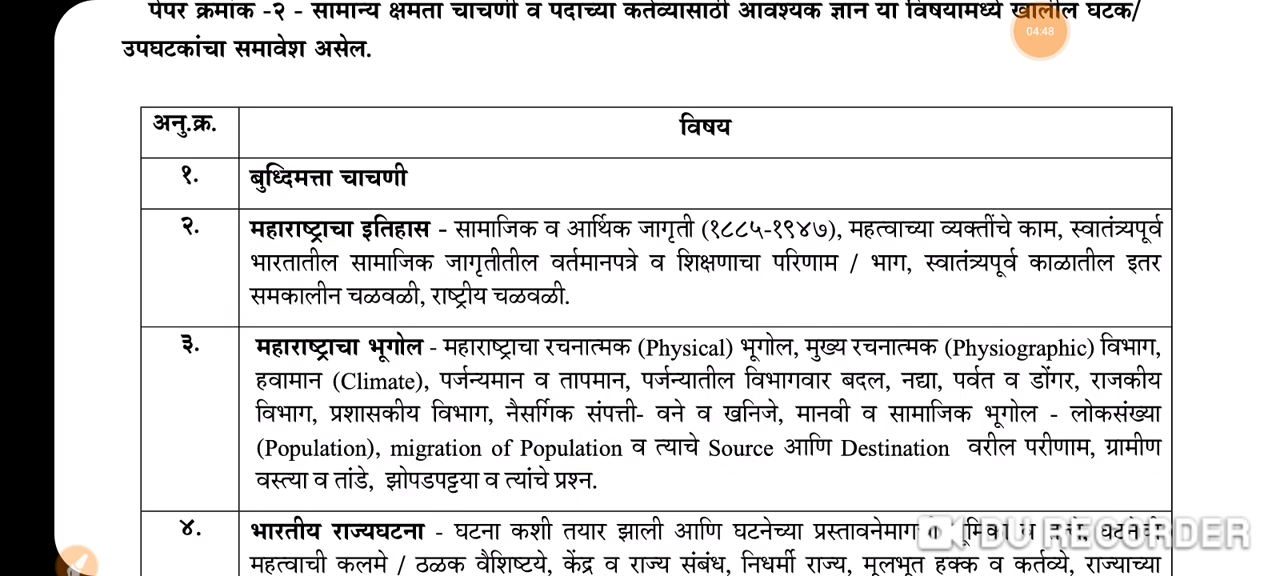 पेपर क्रमांक -२ - सामान्य क्षमता चाचणी व पदाच्या कर्तव्यासाठी आवश्यक ज्ञान या विषयामध्ये खालील घटक/
04:48
उपघटकांचा समावेश असेल.
अनु.क्र. विषय
१. बुध्दिमत्ता चाचणी
२. महाराष्ट्राचा इतिहास - सामाजिक व आर्थिक जागृती (१८८५-१९४७), महत्वाच्या व्यक्तींचे काम, स्वातंत्र्यपूर्व
भारतातील सामाजिक जागृतीतील वर्तमानपत्रे व शिक्षणाचा परिणाम / भाग, स्वातंत्र्यपूर्व काळातील इतर
समकालीन चळवळी, राष्ट्रीय चळवळी.
३. महाराष्ट्राचा भूगोल - महाराष्ट्राचा रचनात्मक (Physical) भूगोल, मुख्य रचनात्मक (Physiographic) विभाग,
हवामान (Climate), पर्जन्यमान व तापमान, पर्जन्यातील विभागवार बदल, नद्या, पर्वत व डोंगर, राजकीय
विभाग, प्रशासकीय विभाग, नैसर्गिक संपत्ती- वने व खनिजे, मानवी व सामाजिक भूगोल - लोकसंख्या
(Population), migration of Population व त्याचे Source आणि Destination वरील परीणाम, ग्रामीण
वस्त्या व तांडे, झोपडपट्टया व त्यांचे प्रश्न.
४. भारतीय राज्यघटना - घटना कशी तयार झाली आणि घटनेच्या
DU RECORDER
महत्वाची कलमे / ठळक वैशिष्टये, केंद्र व राज्य संबंध, निधर्मी राज्य, मूलभूत हक्क व कर्तव्ये, राज्याच्या